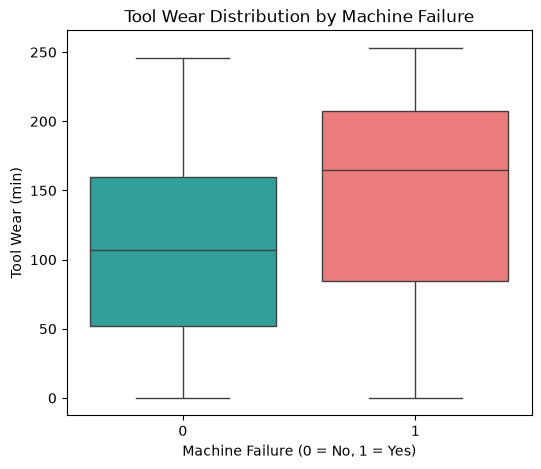 Tool Wear Distribution by Machine Failure
Tool Wear (min)
250
200
150
100
50
0
0
1
Machine Failure (0 = No, 1 = Yes)